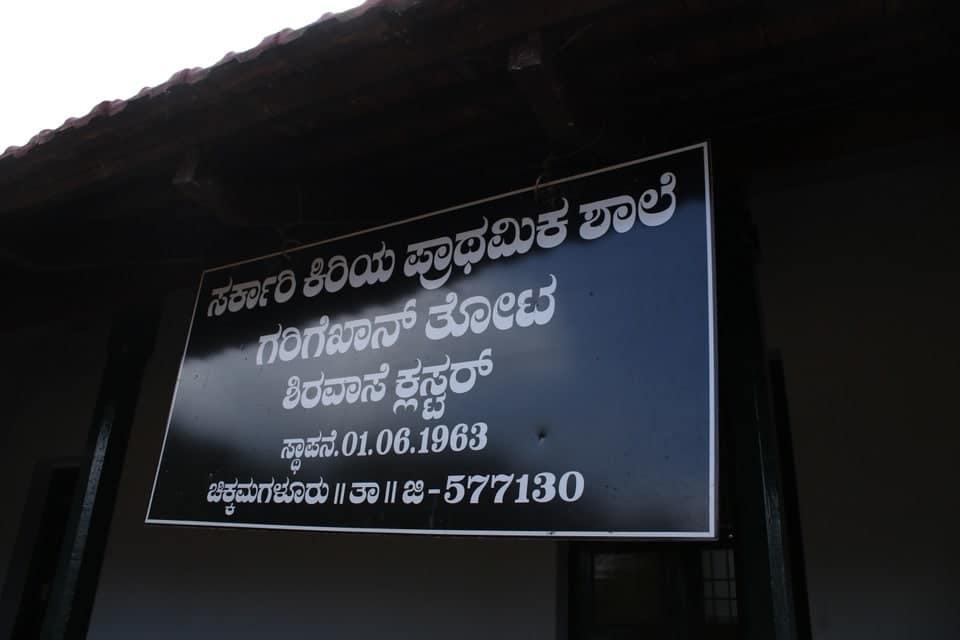 ಸರ್ಕಾರಿ ಕಿರಿಯ ಪ್ರಾಥಮಿಕ ಶಾಲೆ
ಗರಿಗೆಖಾನ್ ತೋಟ
ಶಿರವಾಸೆ ಕ್ಲಸ್ಟರ್
ಸ್ಥಾಪನೆ.01.06.1963
ಚಿಕ್ಕಮಗಳೂರು || ತಾ || ಜಿ -577130